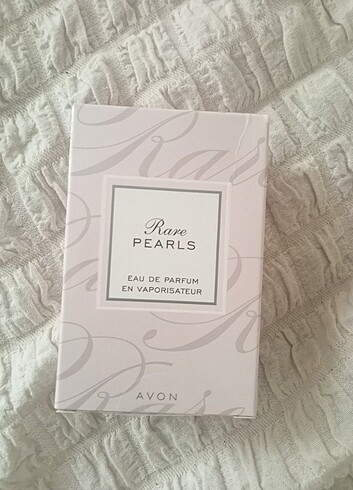 Rare
PEARLS
EAU DE PARFUM
EN VAPORISATEUR
AVON